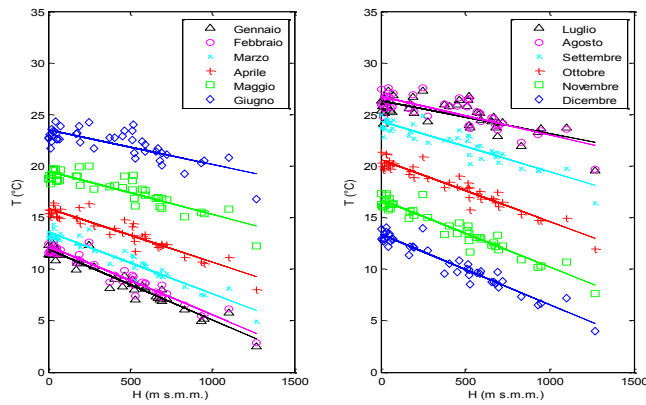 35
30
25
20
15
10
5
0
T (°C)
0
500
1000
1500
H (m s.m.m.)
Gennaio
Febbraio
Marzo
Aprile
Maggio
Giugno
35
30
25
20
15
10
5
0
T (°C)
0
500
1000
1500
H (m s.m.m.)
Luglio
Agosto
Settembre
Ottobre
Novembre
Dicembre